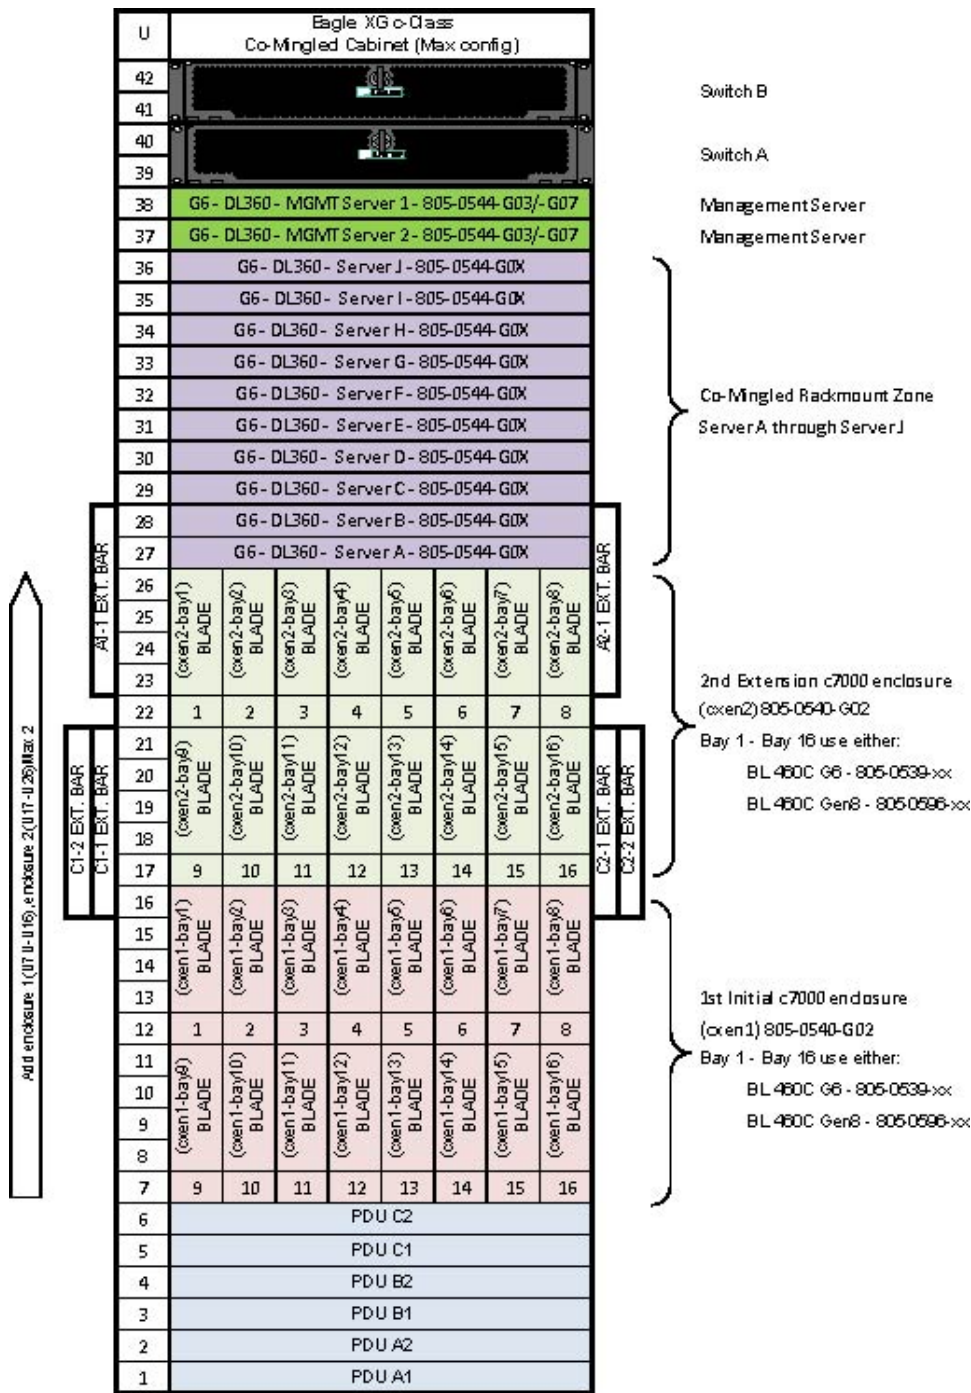 U
Eagle XG c-Class
Co-Mingled Cabinet (Max config)
42
41
Switch B
40
39
Switch A
38 G6 - DL360 - MGMT Server 1 - 805-0544-G03/-G07 Management Server
37 G6 - DL360 - MGMT Server 2 - 805-0544-G03/-G07 Management Server
36 G6 - DL360 - Server J - 805-0544-G0X
35 G6 - DL360 - Server I - 805-0544-G0X
34 G6 - DL360 - Server H - 805-0544-G0X
33 G6 - DL360 - Server G - 805-0544-G0X
32 G6 - DL360 - Server F - 805-0544-G0X
31 G6 - DL360 - Server E - 805-0544-G0X
30 G6 - DL360 - Server D - 805-0544-G0X
29 G6 - DL360 - Server C - 805-0544-G0X
28 G6 - DL360 - Server B - 805-0544-G0X
27 G6 - DL360 - Server A - 805-0544-G0X
Co-Mingled Rackmount Zone
Server A through Server J
A1-1 EXT. BAR
A2-1 EXT. BAR
26
25
24
23
(cxen2-bay1)
BLADE
(cxen2-bay2)
BLADE
(cxen2-bay3)
BLADE
(cxen2-bay4)
BLADE
(cxen2-bay5)
BLADE
(cxen2-bay6)
BLADE
(cxen2-bay7)
BLADE
(cxen2-bay8)
BLADE
22 1 2 3 4 5 6 7 8
2nd Extension c7000 enclosure
(cxen2) 805-0540-G02
Bay 1 - Bay 16 use either:
BL 460C G6 - 805-0539-xx
BL 460C Gen8 - 805-0596-xx
C1-2 EXT. BAR
C1-1 EXT. BAR
C2-1 EXT. BAR
C2-2 EXT. BAR
21
20
19
18
(cxen2-bay9)
BLADE
(cxen2-bay10)
BLADE
(cxen2-bay11)
BLADE
(cxen2-bay12)
BLADE
(cxen2-bay13)
BLADE
(cxen2-bay14)
BLADE
(cxen2-bay15)
BLADE
(cxen2-bay16)
BLADE
17 9 10 11 12 13 14 15 16
Add enclosure 1(U7 U-U16), enclosure 2(U17-U26)Max 2
16
15
14
13
(cxen1-bay1)
BLADE
(cxen1-bay2)
BLADE
(cxen1-bay3)
BLADE
(cxen1-bay4)
BLADE
(cxen1-bay5)
BLADE
(cxen1-bay6)
BLADE
(cxen1-bay7)
BLADE
(cxen1-bay8)
BLADE
12 1 2 3 4 5 6 7 8
1st Initial c7000 enclosure
(cxen1) 805-0540-G02
Bay 1 - Bay 16 use either:
BL 460C G6 - 805-0539-xx
BL 460C Gen8 - 805-0596-xx
11
10
9
8
(cxen1-bay9)
BLADE
(cxen1-bay10)
BLADE
(cxen1-bay11)
BLADE
(cxen1-bay12)
BLADE
(cxen1-bay13)
BLADE
(cxen1-bay14)
BLADE
(cxen1-bay15)
BLADE
(cxen1-bay16)
BLADE
7 9 10 11 12 13 14 15 16
6 PDU C2
5 PDU C1
4 PDU B2
3 PDU B1
2 PDU A2
1 PDU A1